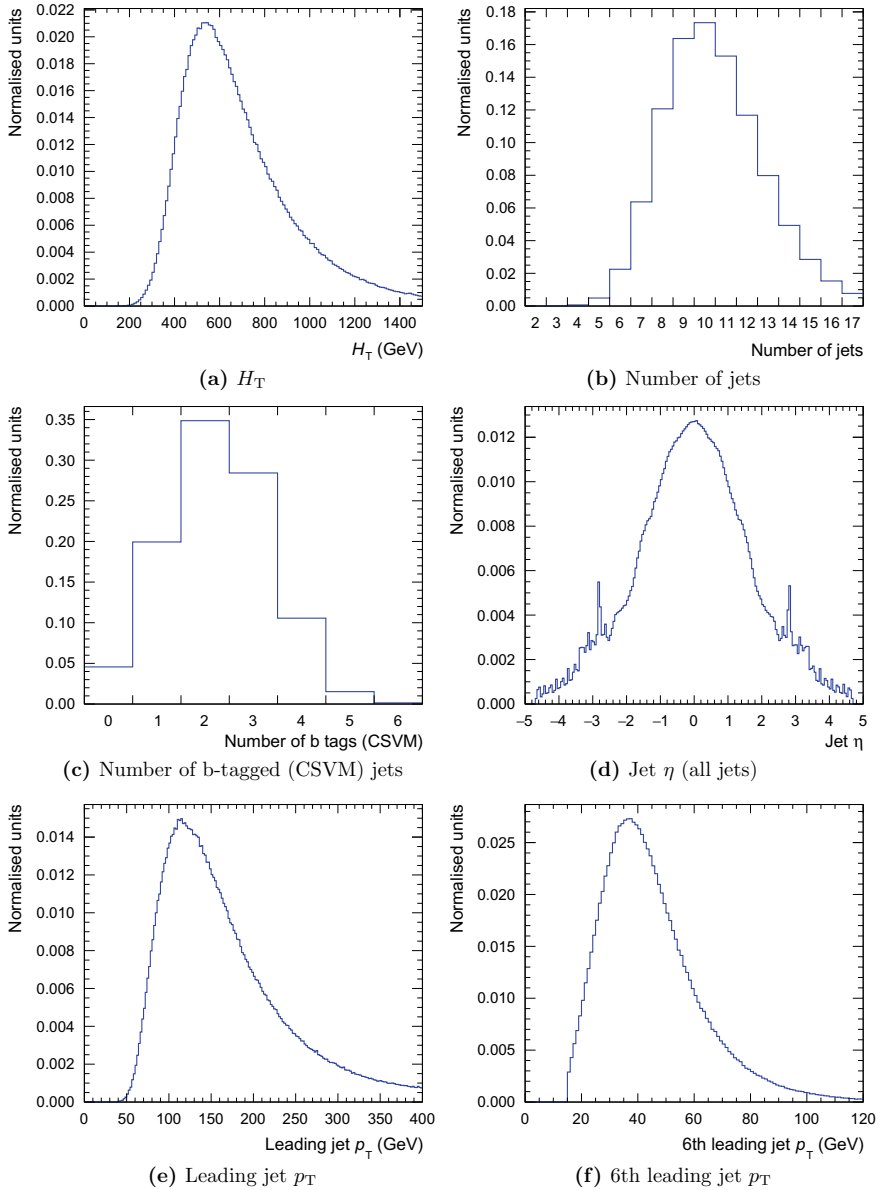 Normalised units
0.022
0.020
0.018
0.016
0.014
0.012
0.010
0.008
0.006
0.004
0.002
0.000
0 200 400 600 800 1000 1200 1400
H_T (GeV)
(a) H_T
Normalised units
0.18
0.16
0.14
0.12
0.10
0.08
0.06
0.04
0.02
0.00
2 3 4 5 6 7 8 9 10 11 12 13 14 15 16 17
Number of jets
(b) Number of jets
Normalised units
0.35
0.30
0.25
0.20
0.15
0.10
0.05
0.00
0 1 2 3 4 5 6
Number of b tags (CSVM)
(c) Number of b-tagged (CSVM) jets
Normalised units
0.012
0.010
0.008
0.006
0.004
0.002
0.000
−5 −4 −3 −2 −1 0 1 2 3 4 5
Jet η
(d) Jet η (all jets)
Normalised units
0.014
0.012
0.010
0.008
0.006
0.004
0.002
0.000
0 50 100 150 200 250 300 350 400
Leading jet p_T (GeV)
(e) Leading jet p_T
Normalised units
0.025
0.020
0.015
0.010
0.005
0.000
0 20 40 60 80 100 120
6th leading jet p_T (GeV)
(f) 6th leading jet p_T